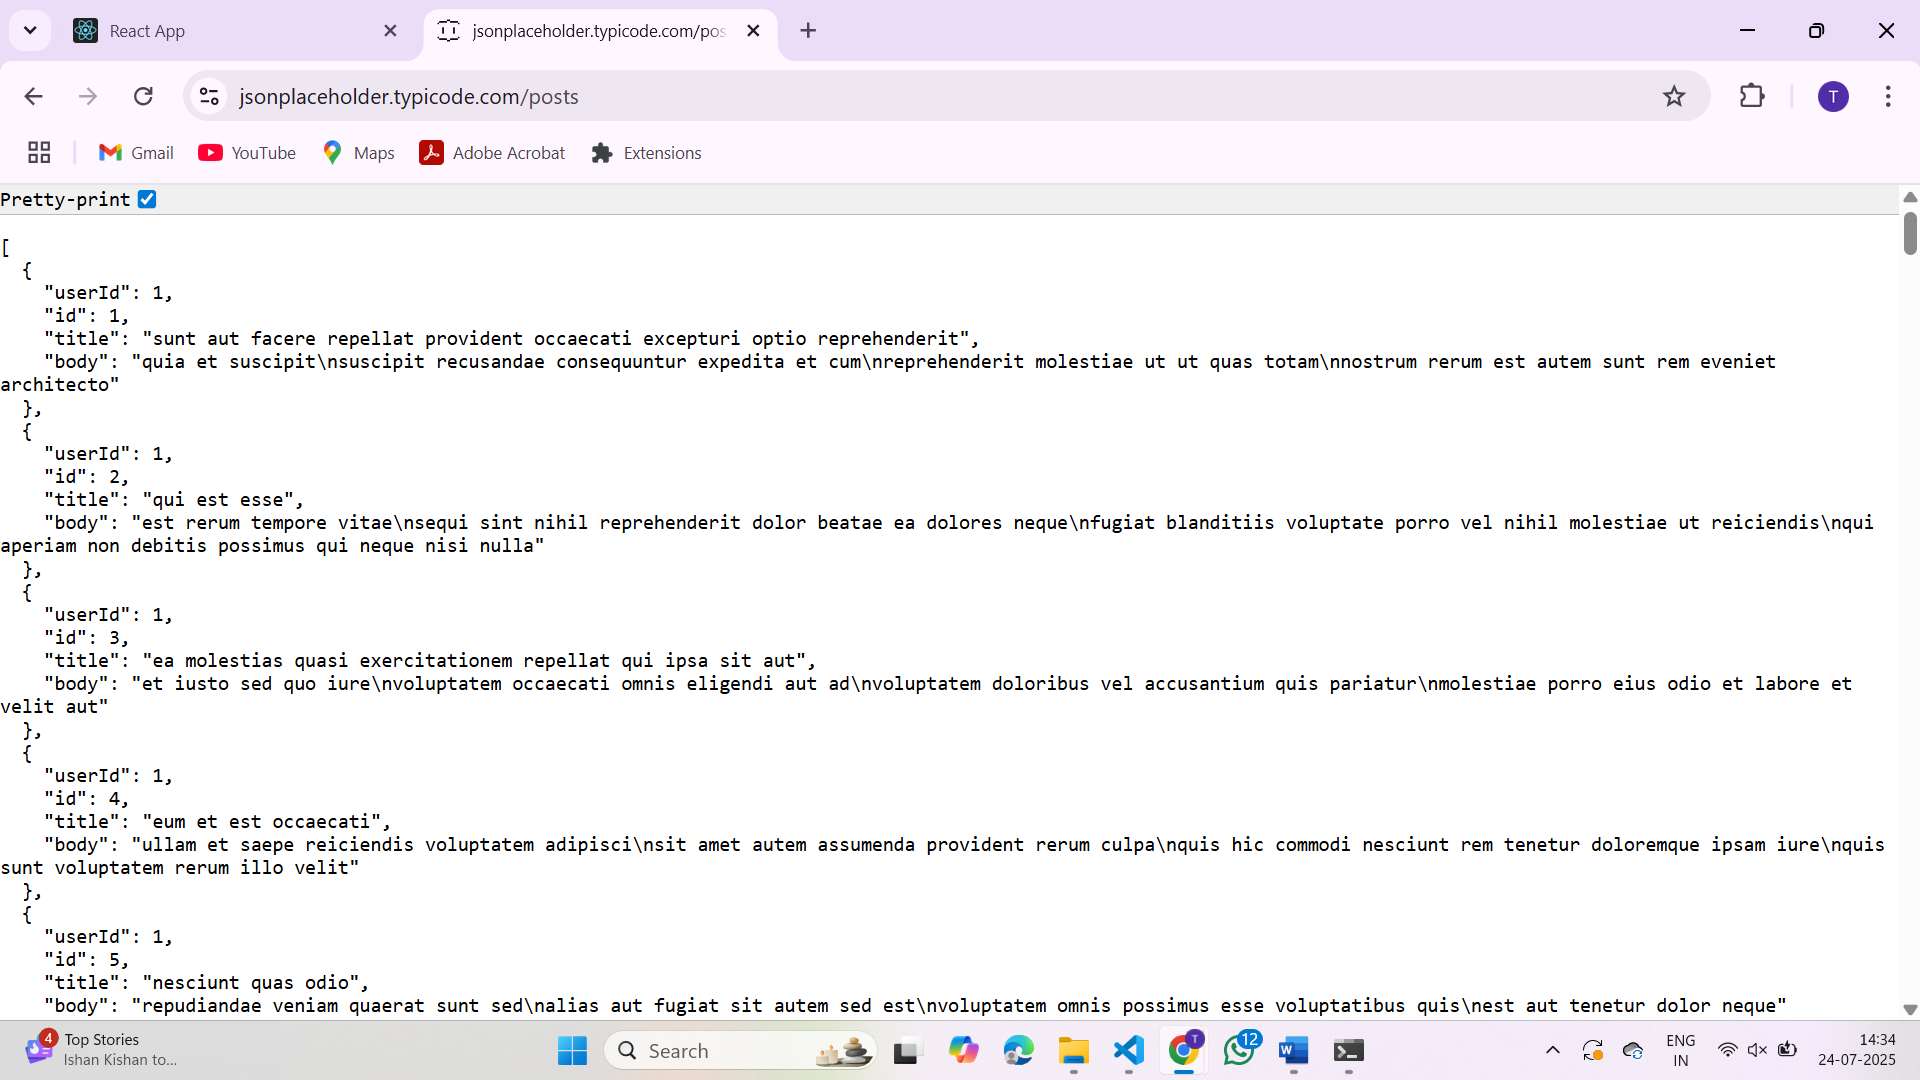 React App
jsonplaceholder.typicode.com/pos
jsonplaceholder.typicode.com/posts
T
Gmail
YouTube
Maps
Adobe Acrobat
Extensions
Pretty-print
[
  {
    "userId": 1,
    "id": 1,
    "title": "sunt aut facere repellat provident occaecati excepturi optio reprehenderit",
    "body": "quia et suscipit\nsuscipit recusandae consequuntur expedita et cum\nreprehenderit molestiae ut ut quas totam\nnostrum rerum est autem sunt rem eveniet
architecto"
  },
  {
    "userId": 1,
    "id": 2,
    "title": "qui est esse",
    "body": "est rerum tempore vitae\nsequi sint nihil reprehenderit dolor beatae ea dolores neque\nfugiat blanditiis voluptate porro vel nihil molestiae ut reiciendis\nqui
aperiam non debitis possimus qui neque nisi nulla"
  },
  {
    "userId": 1,
    "id": 3,
    "title": "ea molestias quasi exercitationem repellat qui ipsa sit aut",
    "body": "et iusto sed quo iure\nvoluptatem occaecati omnis eligendi aut ad\nvoluptatem doloribus vel accusantium quis pariatur\nmolestiae porro eius odio et labore et
velit aut"
  },
  {
    "userId": 1,
    "id": 4,
    "title": "eum et est occaecati",
    "body": "ullam et saepe reiciendis voluptatem adipisci\nsit amet autem assumenda provident rerum culpa\nquis hic commodi nesciunt rem tenetur doloremque ipsam iure\nquis
sunt voluptatem rerum illo velit"
  },
  {
    "userId": 1,
    "id": 5,
    "title": "nesciunt quas odio",
    "body": "repudiandae veniam quaerat sunt sed\nalias aut fugiat sit autem sed est\nvoluptatem omnis possimus esse voluptatibus quis\nest aut tenetur dolor neque"
4
Top Stories
Ishan Kishan to...
Search
T
12
W
ENG
IN
14:34
24-07-2025